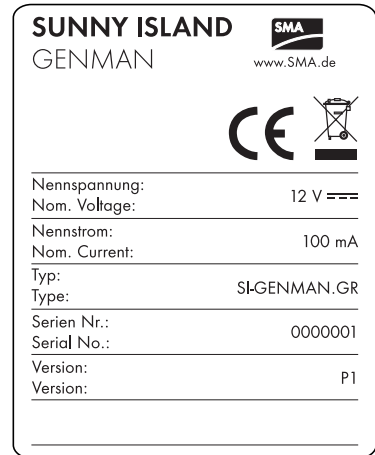 SUNNY ISLAND
GENMAN
SMA
www.SMA.de
CE
Nennspannung:
Nom. Voltage: 12 V
Nennstrom:
Nom. Current: 100 mA
Typ:
Type: SI-GENMAN.GR
Serien Nr.:
Serial No.: 0000001
Version:
Version: P1